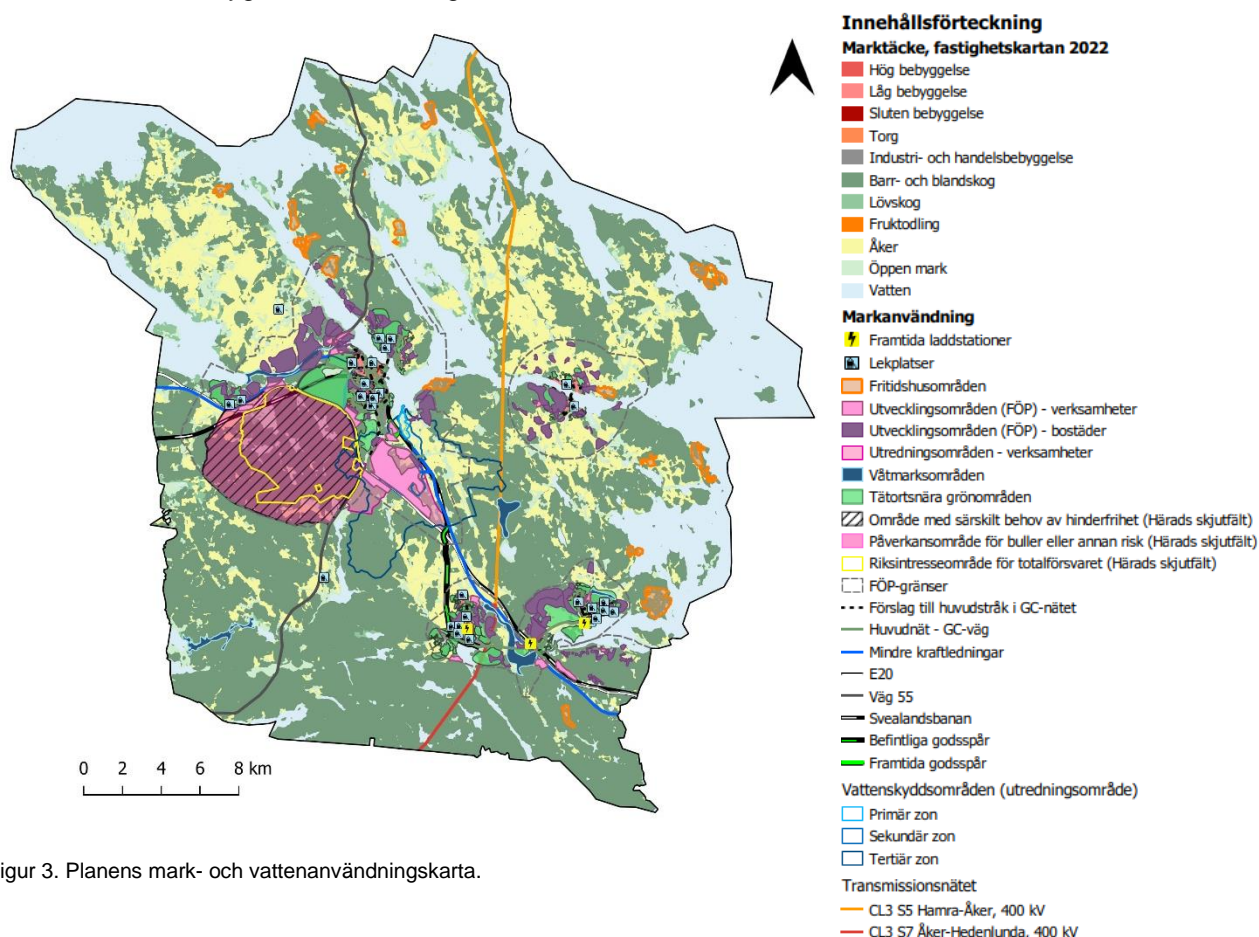 Innehållsförteckning
Marktäcke, fastighetskartan 2022
Hög bebyggelse
Låg bebyggelse
Sluten bebyggelse
Torg
Industri- och handelsbebyggelse
Barr- och blandskog
Lövskog
Fruktodling
Åker
Öppen mark
Vatten
Markanvändning
Framtida laddstationer
Lekplatser
Fritidshusområden
Utvecklingsområden (FÖP) - verksamheter
Utvecklingsområden (FÖP) - bostäder
Utredningsområden - verksamheter
Våtmarksområden
Tätortsnära grönområden
Område med särskilt behov av hinderfrihet (Härads skjutfält)
Påverkansområde för buller eller annan risk (Härads skjutfält)
Riksintresseområde för totalförsvaret (Härads skjutfält)
FÖP-gränser
Förslag till huvudstråk i GC-nätet
Huvudnät - GC-väg
Mindre kraftledningar
E20
Väg 55
Svealandsbanan
Befintliga godsspår
Framtida godsspår
Vattenskyddsområden (utredningsområde)
Primär zon
Sekundär zon
Tertiär zon
Transmissionsnätet
CL3 S5 Hamra-Åker, 400 kV
CL3 S7 Åker-Hedenlunda, 400 kV
0 2 4 6 8 km
igur 3. Planens mark- och vattenanvändningskarta.